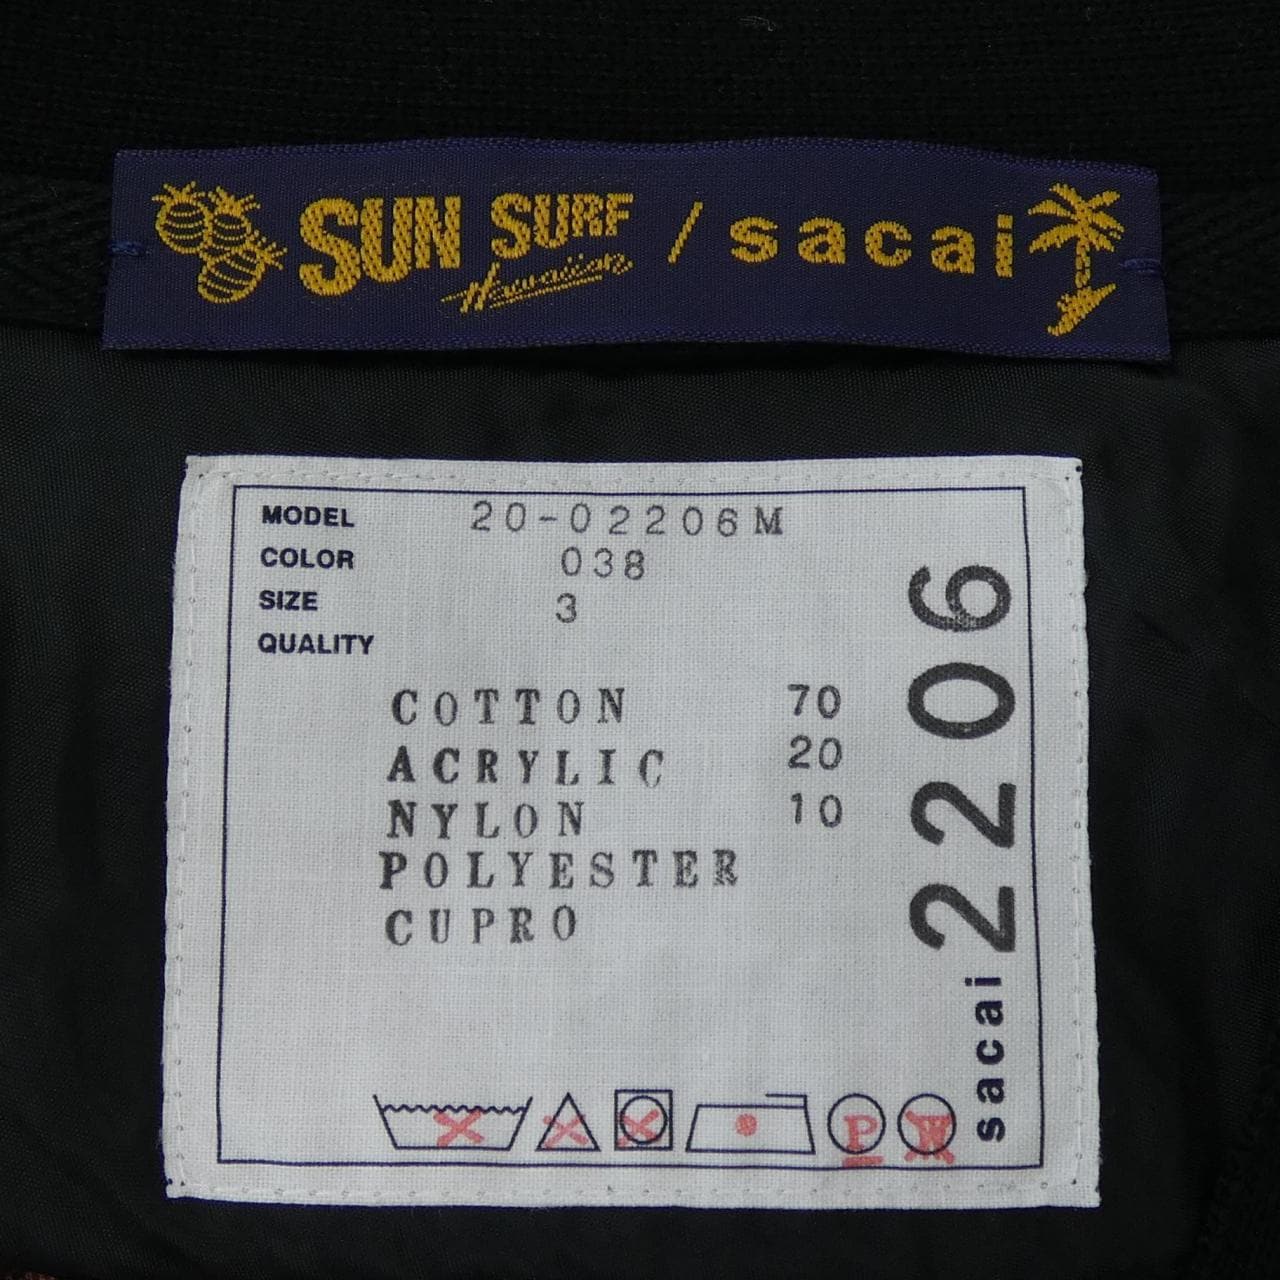 SUN SURF / sacai
Hawaiian
MODEL 20-02206M
COLOR 038
SIZE 3
QUALITY
COTTON 70
ACRYLIC 20
NYLON 10
POLYESTER
CUPRO
P W
sacai 2206